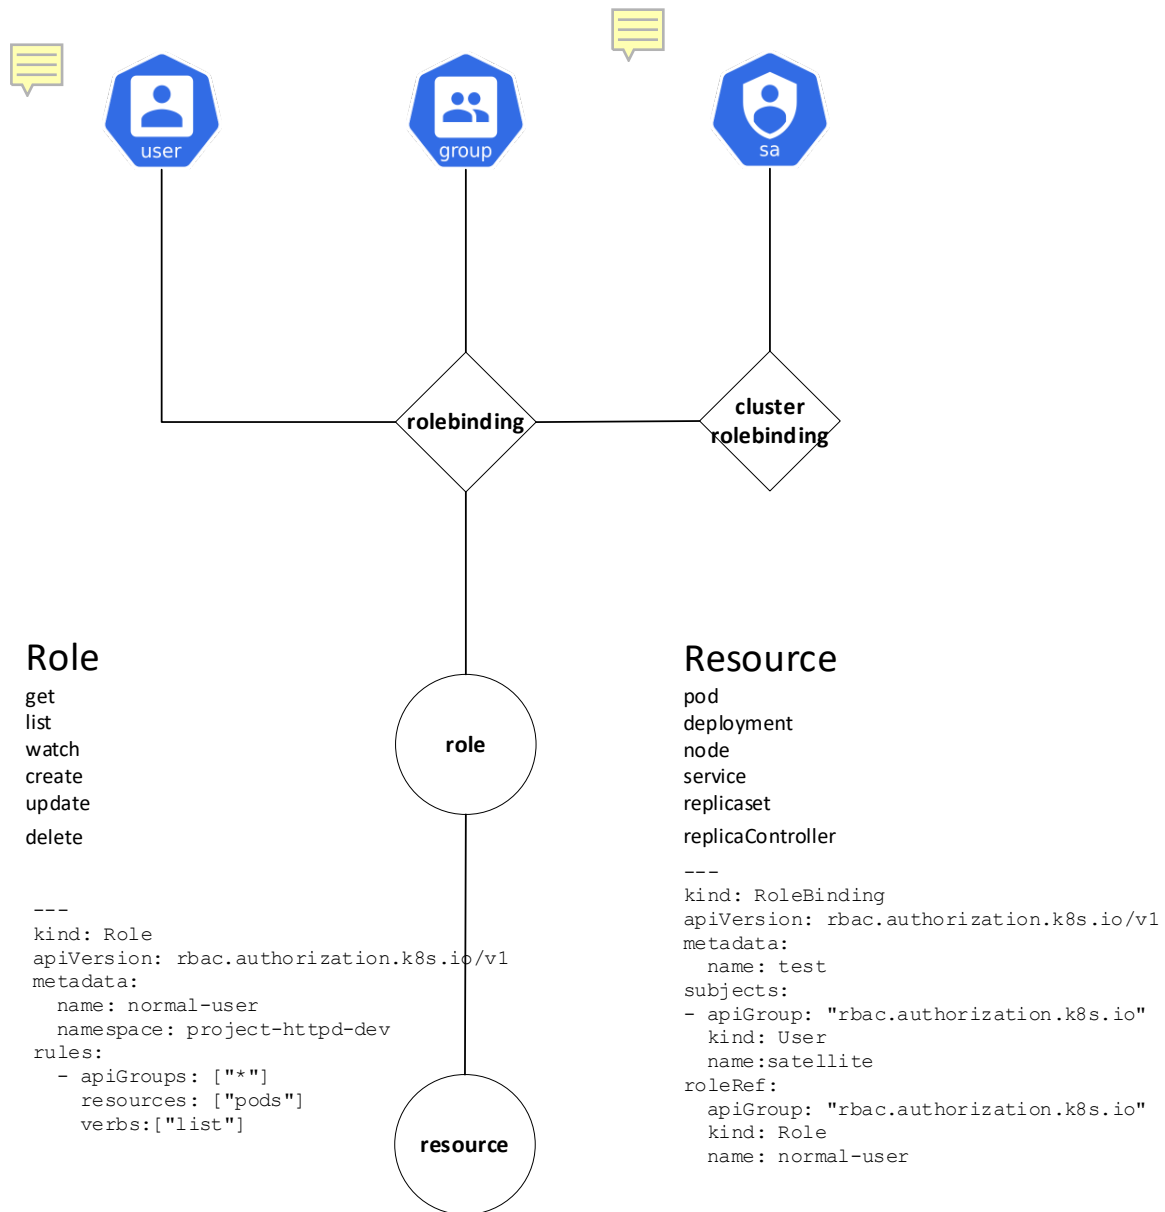 user
group
sa
rolebinding
cluster
rolebinding
Role
get
list
watch
create
update
delete
role
Resource
pod
deployment
node
service
replicaset
replicaController
---
kind: Role
apiVersion: rbac.authorization.k8s.io/v1
metadata:
  name: normal-user
  namespace: project-httpd-dev
rules:
  - apiGroups: ["*"]
    resources: ["pods"]
    verbs:["list"]
---
kind: RoleBinding
apiVersion: rbac.authorization.k8s.io/v1
metadata:
  name: test
subjects:
- apiGroup: "rbac.authorization.k8s.io"
  kind: User
  name:satellite
roleRef:
  apiGroup: "rbac.authorization.k8s.io"
  kind: Role
  name: normal-user
resource